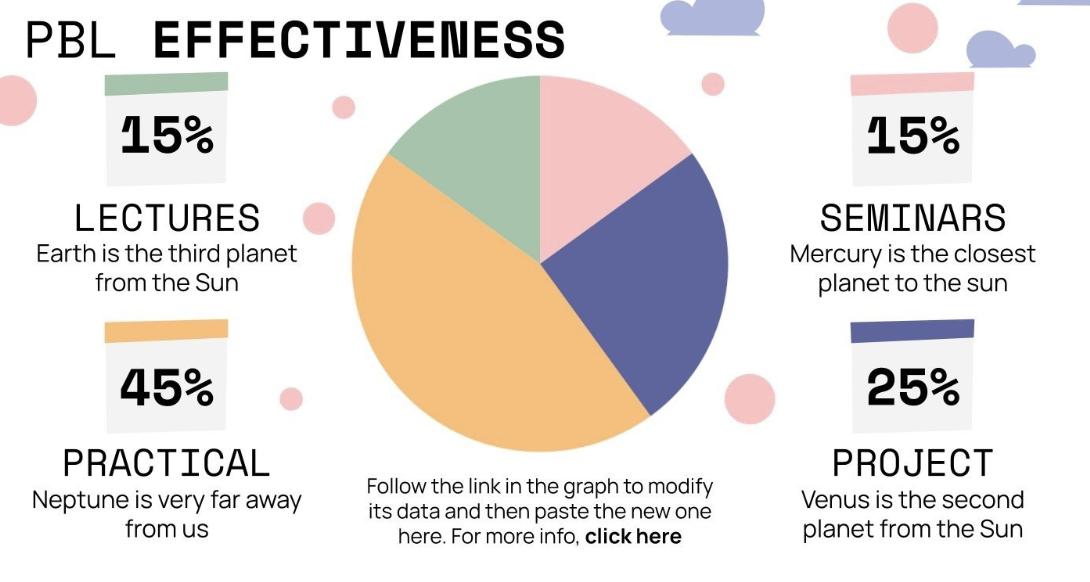 PBL EFFECTIVENESS
15%
LECTURES
Earth is the third planet
from the Sun
45%
PRACTICAL
Neptune is very far away
from us
Follow the link in the graph to modify
its data and then paste the new one
here. For more info, click here
15%
SEMINARS
Mercury is the closest
planet to the sun
25%
PROJECT
Venus is the second
planet from the Sun